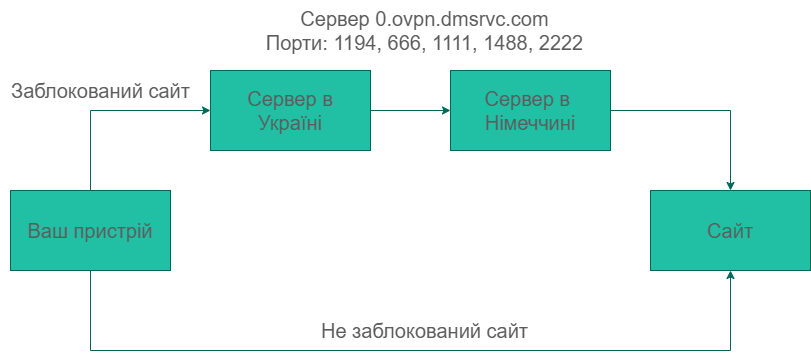 Сервер 0.ovpn.dmsrvc.com
Порти: 1194, 666, 1111, 1488, 2222
Заблокований сайт
Сервер в
Україні
Сервер в
Німеччині
Ваш пристрій
Сайт
Не заблокований сайт